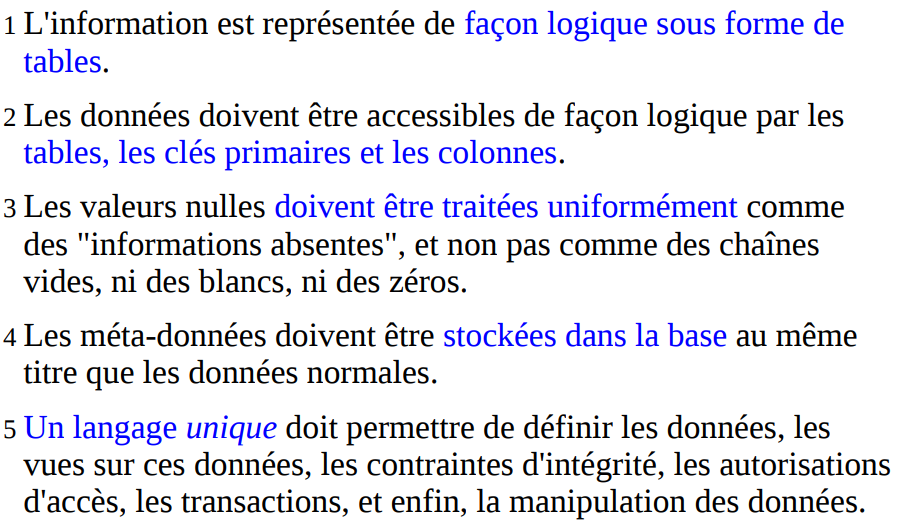 1 L'information est représentée de façon logique sous forme de
tables.
2 Les données doivent être accessibles de façon logique par les
tables, les clés primaires et les colonnes.
3 Les valeurs nulles doivent être traitées uniformément comme
des "informations absentes", et non pas comme des chaînes
vides, ni des blancs, ni des zéros.
4 Les méta-données doivent être stockées dans la base au même
titre que les données normales.
5 Un langage unique doit permettre de définir les données, les
vues sur ces données, les contraintes d'intégrité, les autorisations
d'accès, les transactions, et enfin, la manipulation des données.